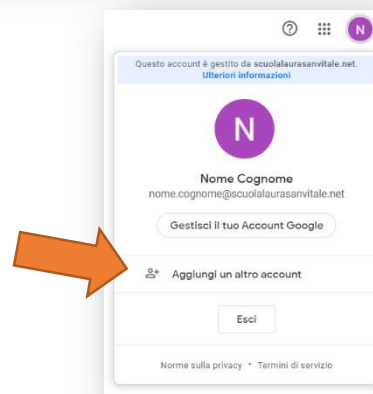 N
Questo account è gestito da scuolalaurasanvitale.net.
Ulteriori informazioni
N
Nome Cognome
nome.cognome@scuolalaurasanvitale.net
Gestisci il tuo Account Google
Aggiungi un altro account
Esci
Norme sulla privacy • Termini di servizio